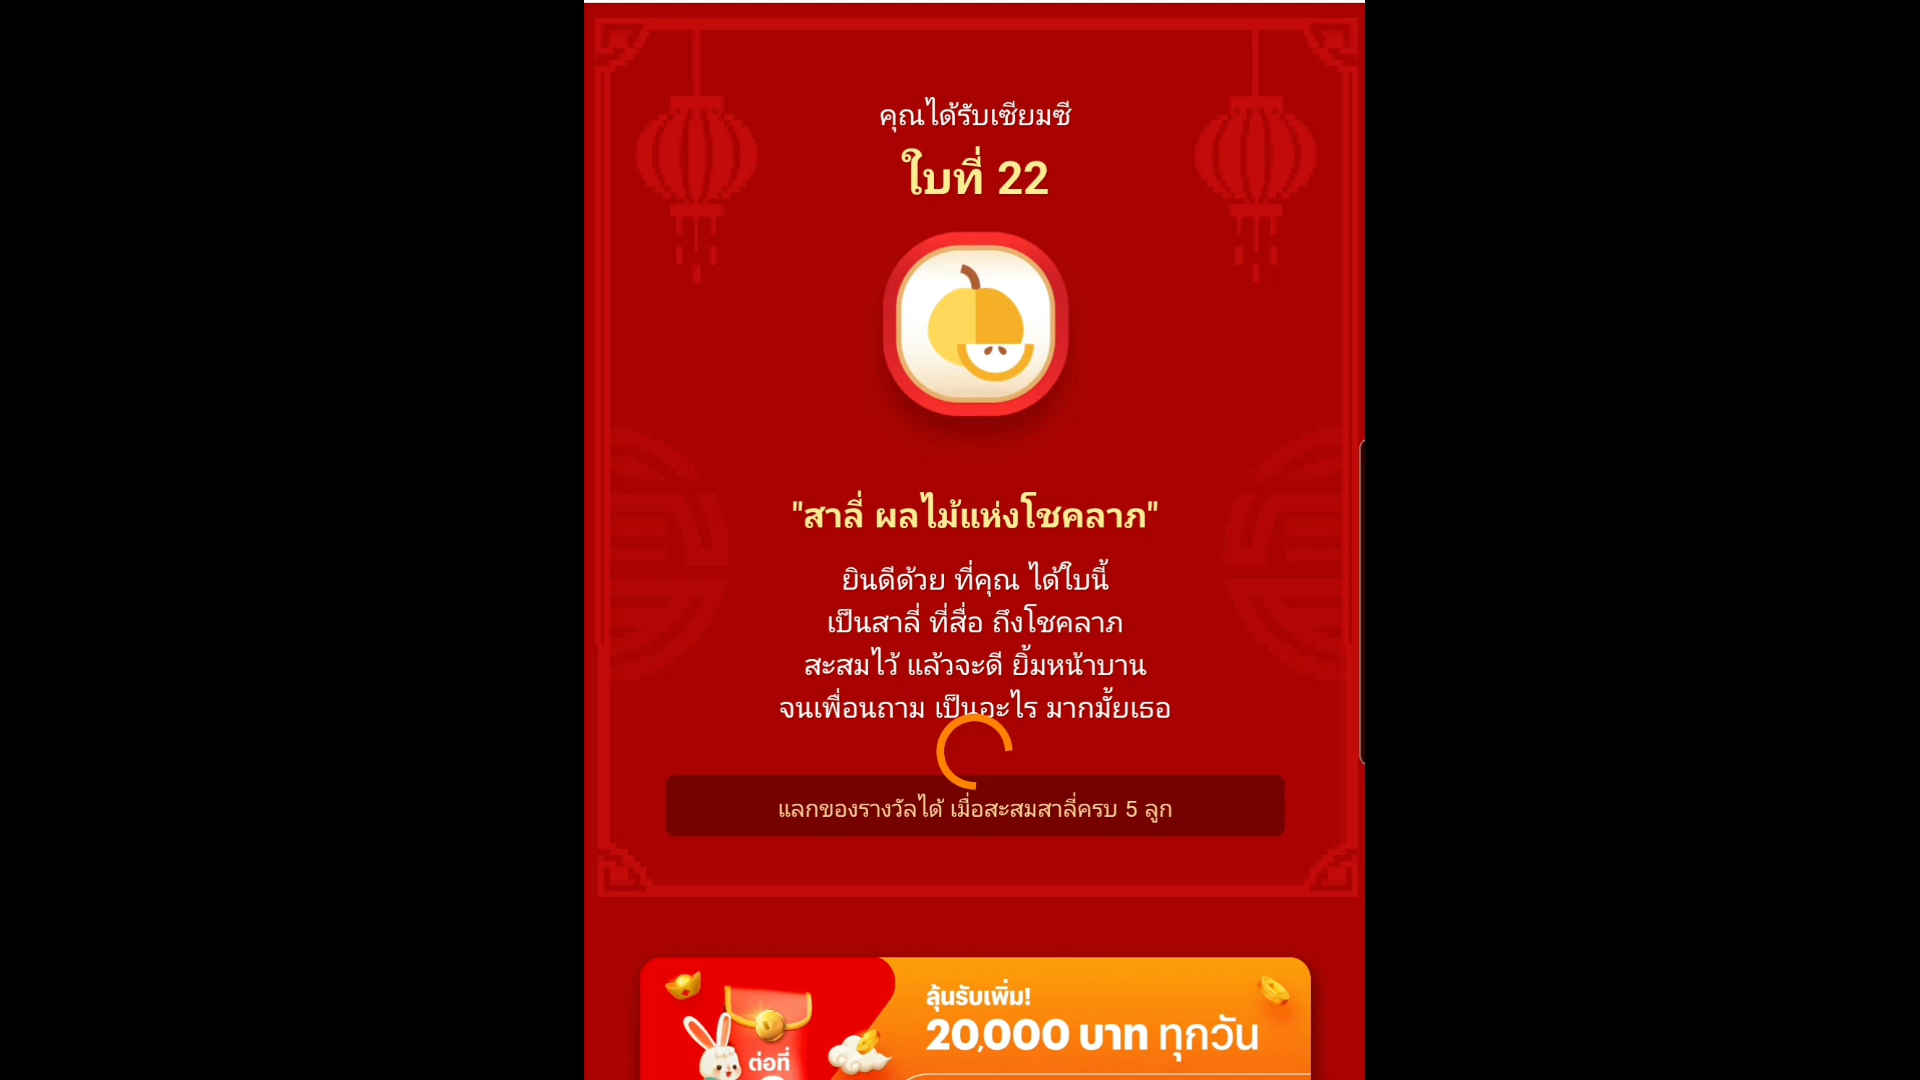 คุณได้รับเซียมซี
ใบที่ 22
"สาลี่ ผลไม้แห่งโชคลาภ"
ยินดีด้วย ที่คุณ ได้ใบนี้
เป็นสาลี่ ที่สื่อ ถึงโชคลาภ
สะสมไว้ แล้วจะดี ยิ้มหน้าบาน
จนเพื่อนถาม เป็นอะไร มากมั้ยเธอ
แลกของรางวัลได้ เมื่อสะสมสาลี่ครบ 5 ลูก
ลุ้นรับเพิ่ม!
20,000 บาท ทุกวัน
ต่อที่